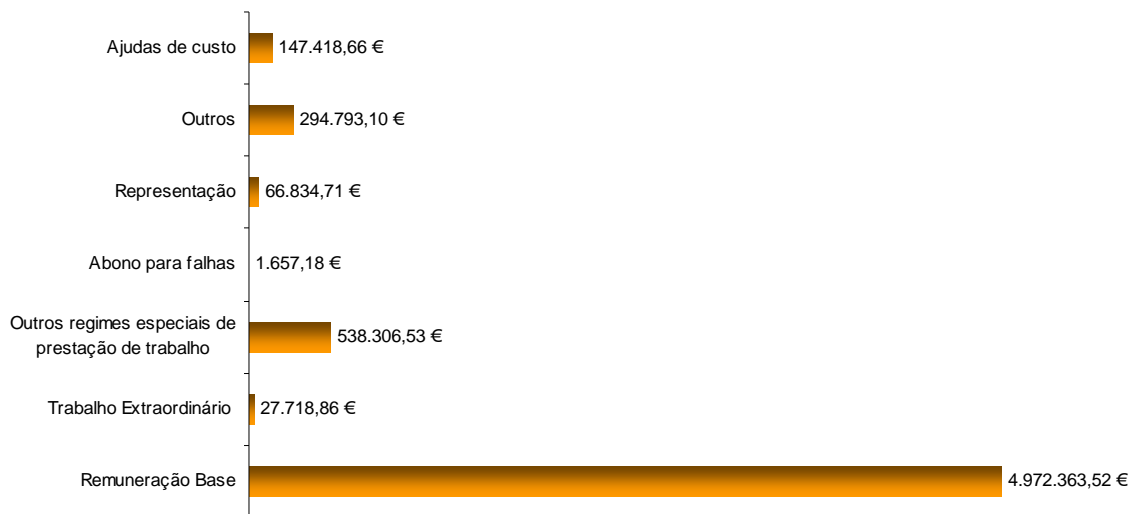 Ajudas de custo 147.418,66 €
Outros 294.793,10 €
Representação 66.834,71 €
Abono para falhas 1.657,18 €
Outros regimes especiais de
prestação de trabalho 538.306,53 €
Trabalho Extraordinário 27.718,86 €
Remuneração Base 4.972.363,52 €